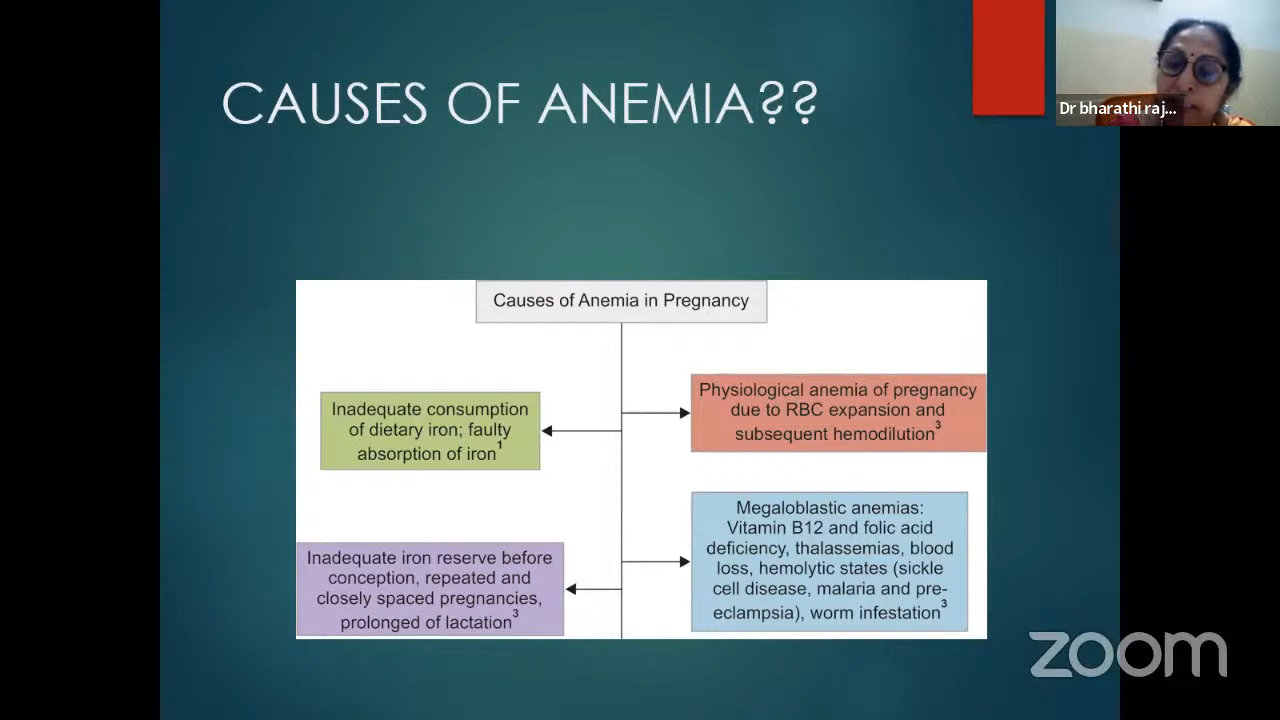 CAUSES OF ANEMIA??
Dr bharathi raj...
Causes of Anemia in Pregnancy
Inadequate consumption
of dietary iron; faulty
absorption of iron1
Physiological anemia of pregnancy
due to RBC expansion and
subsequent hemodilution3
Inadequate iron reserve before
conception, repeated and
closely spaced pregnancies,
prolonged of lactation3
Megaloblastic anemias:
Vitamin B12 and folic acid
deficiency, thalassemias, blood
loss, hemolytic states (sickle
cell disease, malaria and pre-
eclampsia), worm infestation3
zoom